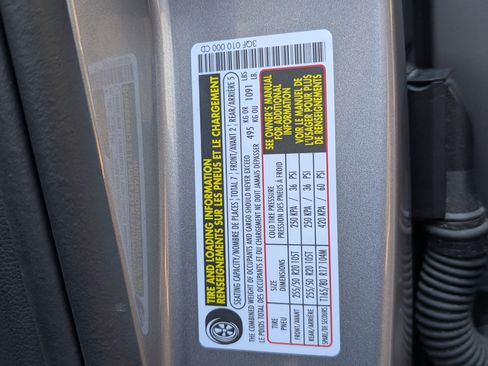 3QF 010 000 CD
TIRE AND LOADING INFORMATION
RENSEIGNEMENTS SUR LES PNEUS ET LE CHARGEMENT
SEATING CAPACITY/NOMBRE DE PLACES TOTAL 7 FRONT/AVANT 2 REAR/ARRIÈRE 5
THE COMBINED WEIGHT OF OCCUPANTS AND CARGO SHOULD NEVER EXCEED
LE POIDS TOTAL DES OCCUPANTS ET DU CHARGEMENT NE DOIT JAMAIS DÉPASSER
495 KG OR 1091 LBS
KG OU LB.
TIRE SIZE COLD TIRE PRESSURE
PNEU DIMENSIONS PRESSION DES PNEUS À FROID
FRONT/AVANT 255/50 R20 105T 250 KPA / 36 PSI
REAR/ARRIÈRE 255/50 R20 105T 250 KPA / 36 PSI
SPARE/DE SECOURS T165/80 R17 104M 420 KPA / 60 PSI
SEE OWNER'S MANUAL
FOR ADDITIONAL
INFORMATION
VOIR LE MANUEL DE
L'USAGER POUR PLUS
DE RENSEIGNEMENTS